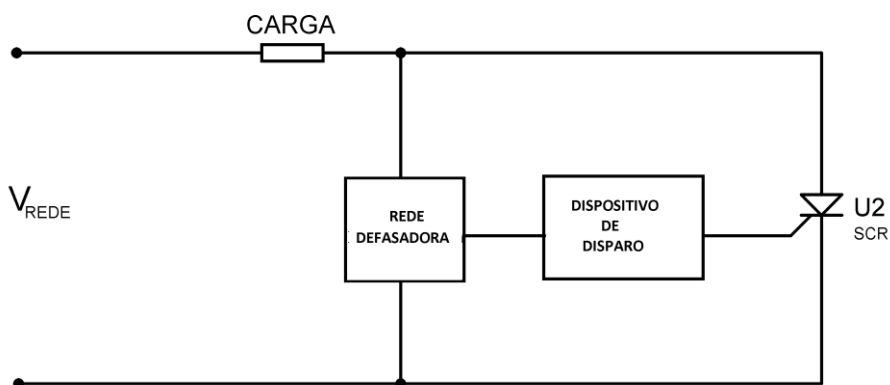 CARGA
V REDE
REDE
DEFASADORA
DISPOSITIVO
DE
DISPARO
U2
SCR